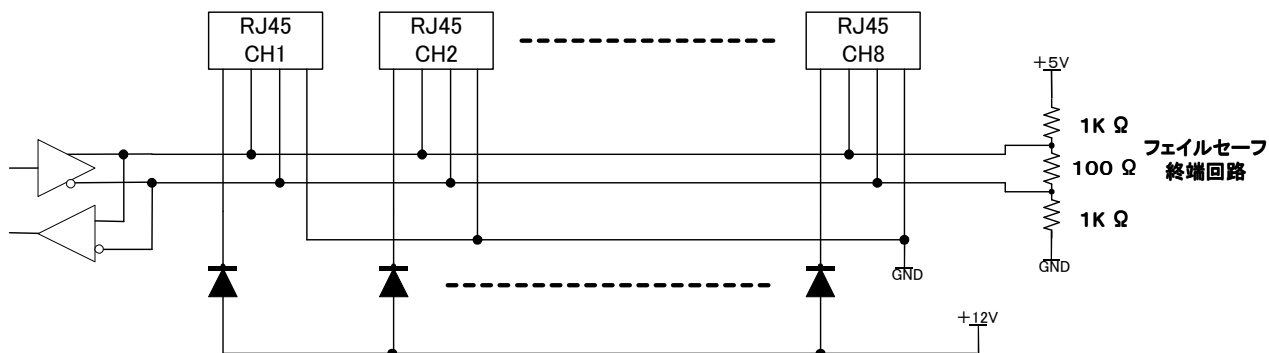 RJ45
CH1
RJ45
CH2
RJ45
CH8
+5V
1K Ω
フェイルセーフ
100 Ω
終端回路
1K Ω
GND
GND
+12V